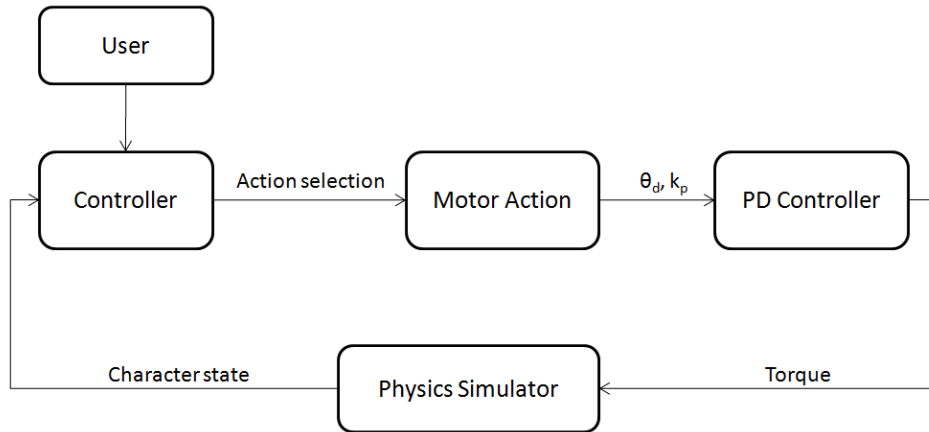 User
Controller
Action selection
Motor Action
θd, kp
PD Controller
Character state
Physics Simulator
Torque